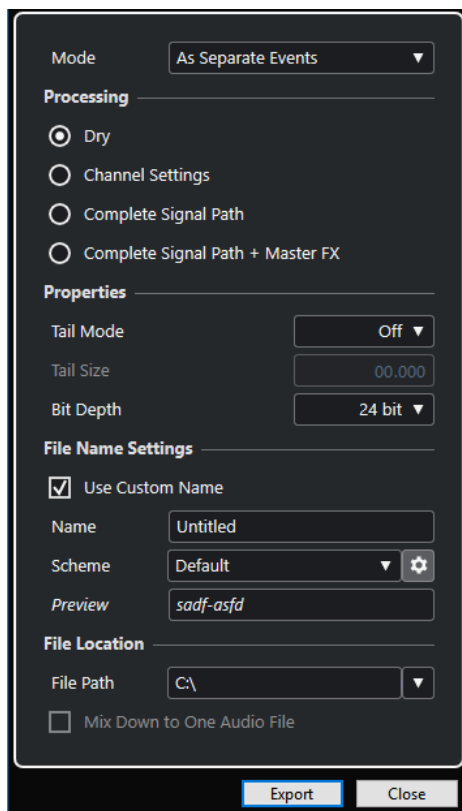 Mode As Separate Events
Processing
Dry
Channel Settings
Complete Signal Path
Complete Signal Path + Master FX
Properties
Tail Mode Off
Tail Size 00.000
Bit Depth 24 bit
File Name Settings
Use Custom Name
Name Untitled
Scheme Default
Preview sadf-asfd
File Location
File Path C:\
Mix Down to One Audio File
Export Close